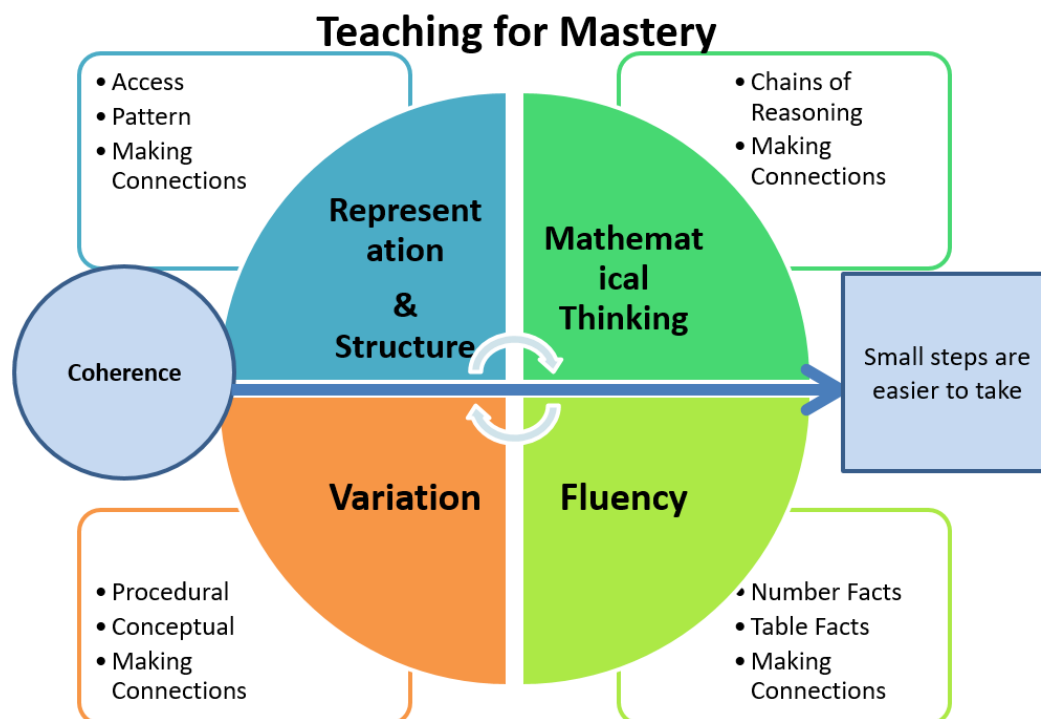 Teaching for Mastery
• Access
• Pattern
• Making
Connections
• Chains of
Reasoning
• Making
Connections
Represent
ation
&
Structure
Mathemat
ical
Thinking
Coherence
Small steps are
easier to take
Variation
Fluency
• Procedural
• Conceptual
• Making
Connections
• Number Facts
• Table Facts
• Making
Connections